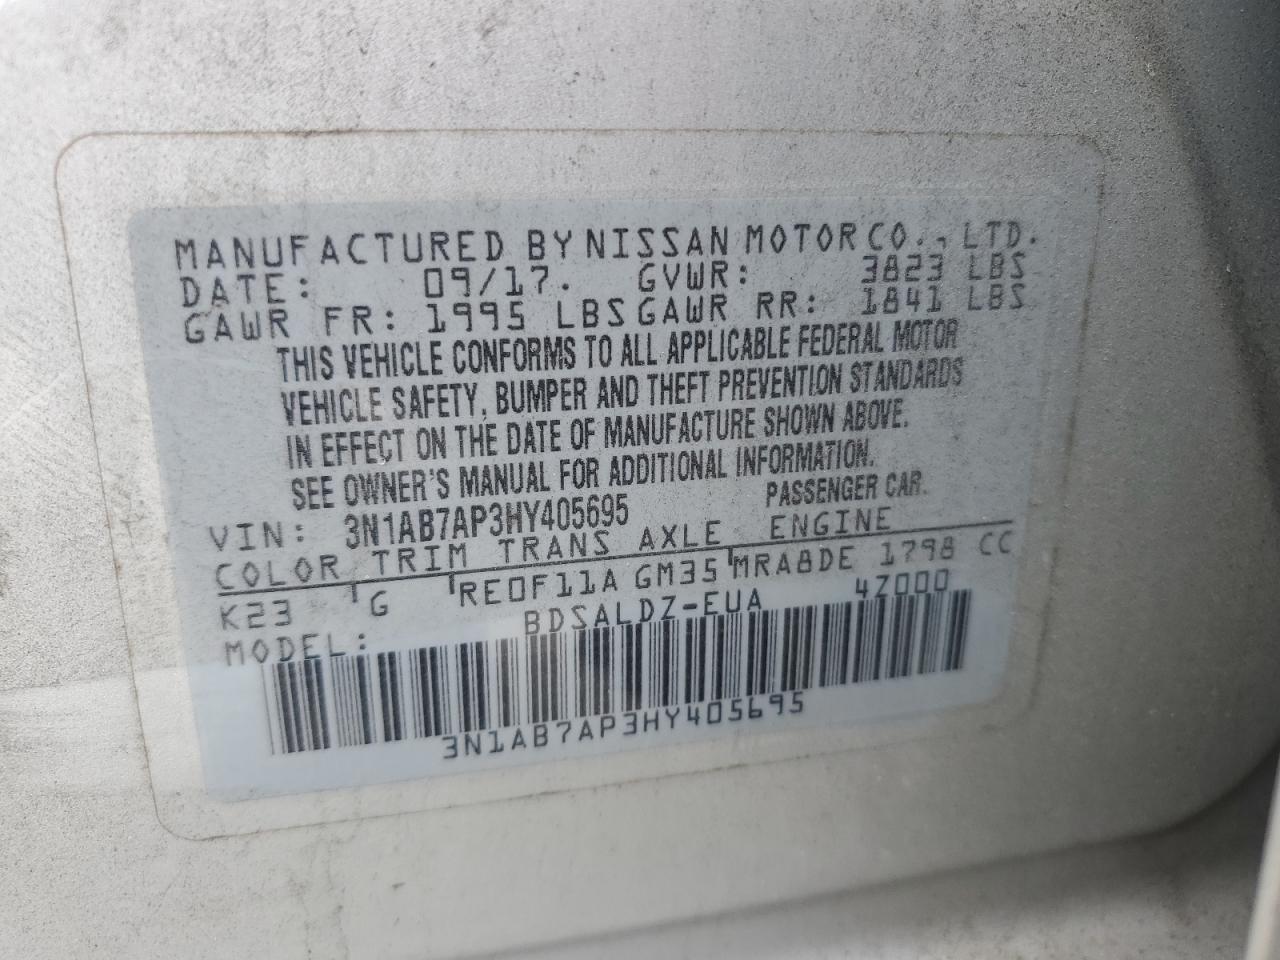 MANUFACTURED BY NISSAN MOTOR CO., LTD.
DATE: 09/17. GVWR: 3823 LBS
GAWR FR: 1995 LBS GAWR RR: 1841 LBS
THIS VEHICLE CONFORMS TO ALL APPLICABLE FEDERAL MOTOR
VEHICLE SAFETY, BUMPER AND THEFT PREVENTION STANDARDS
IN EFFECT ON THE DATE OF MANUFACTURE SHOWN ABOVE.
SEE OWNER'S MANUAL FOR ADDITIONAL INFORMATION.
VIN: 3N1AB7AP3HY405695 PASSENGER CAR.
COLOR TRIM TRANS AXLE ENGINE
K23 G RE0F11A GM35 MRA8DE 1798 CC
MODEL: BDSALDZ-EUA 4Z000
3N1AB7AP3HY405695